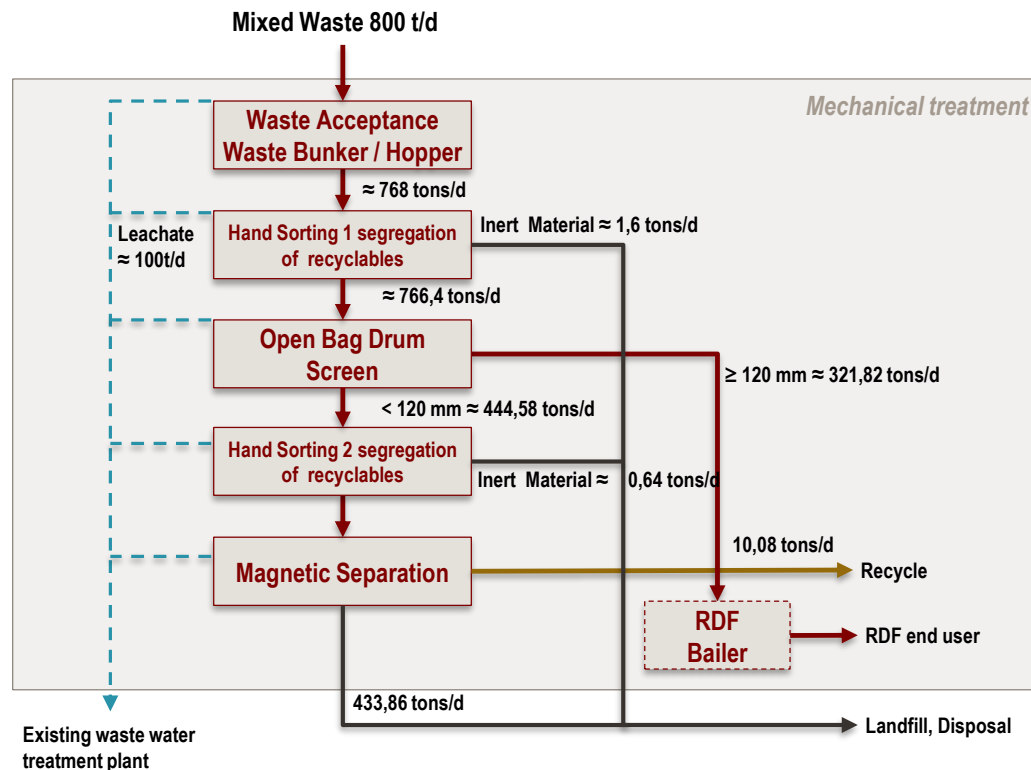 Mixed Waste 800 t/d
Mechanical treatment
Waste Acceptance
Waste Bunker / Hopper
≈ 768 tons/d
Leachate
≈ 100t/d
Hand Sorting 1 segregation
of recyclables
Inert Material ≈ 1,6 tons/d
≈ 766,4 tons/d
Open Bag Drum
Screen
≥ 120 mm ≈ 321,82 tons/d
< 120 mm ≈ 444,58 tons/d
Hand Sorting 2 segregation
of recyclables
Inert Material ≈ 0,64 tons/d
Magnetic Separation
10,08 tons/d
Recycle
RDF
Bailer
RDF end user
433,86 tons/d
Landfill, Disposal
Existing waste water
treatment plant